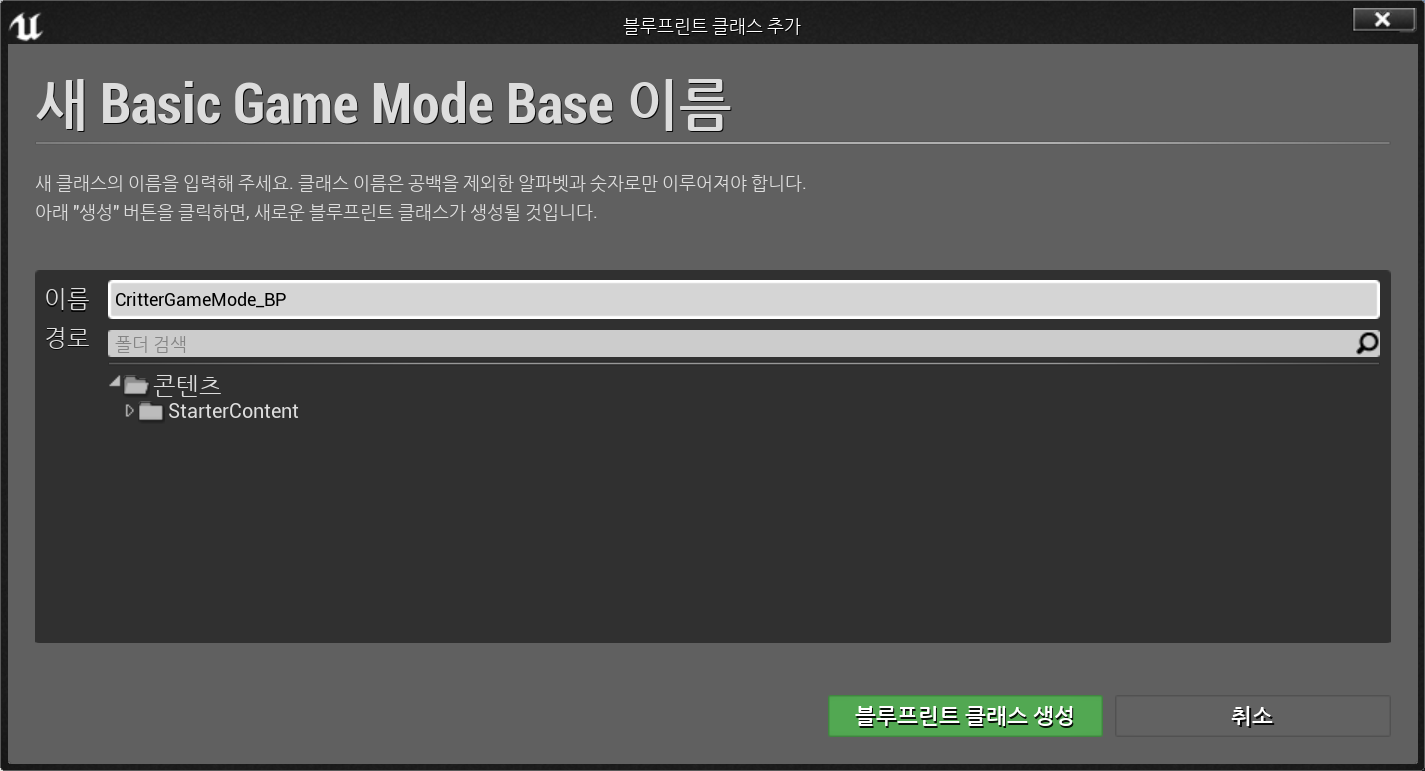 블루프린트 클래스 추가
새 Basic Game Mode Base 이름
새 클래스의 이름을 입력해 주세요. 클래스 이름은 공백을 제외한 알파벳과 숫자로만 이루어져야 합니다.
아래 "생성" 버튼을 클릭하면, 새로운 블루프린트 클래스가 생성될 것입니다.
이름 CritterGameMode_BP
경로 폴더 검색
콘텐츠
StarterContent
블루프린트 클래스 생성 취소